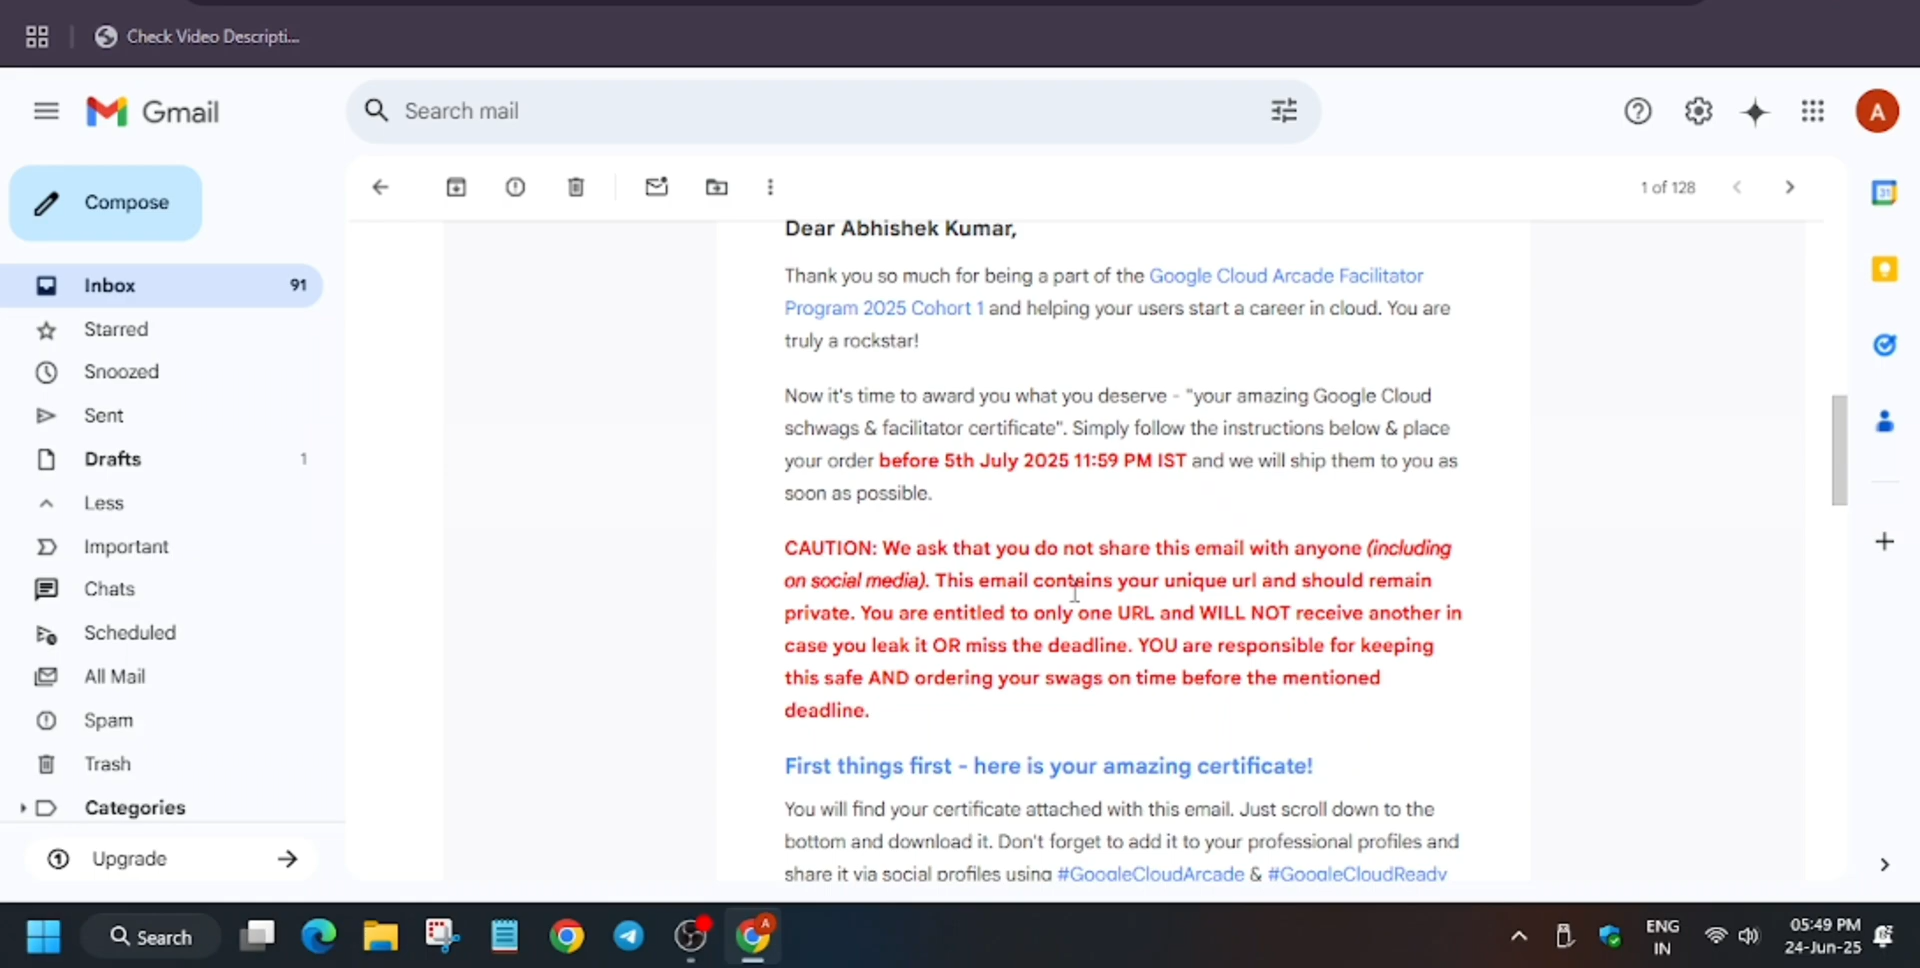 Check Video Descripti...
Gmail
Search mail
A
Compose
1 of 128
31
Inbox 91
Starred
Snoozed
Sent
Drafts 1
Less
Important
Chats
Scheduled
All Mail
Spam
Trash
Categories
Upgrade
Dear Abhishek Kumar,
Thank you so much for being a part of the Google Cloud Arcade Facilitator
Program 2025 Cohort 1 and helping your users start a career in cloud. You are
truly a rockstar!
Now it's time to award you what you deserve - "your amazing Google Cloud
schwags & facilitator certificate". Simply follow the instructions below & place
your order before 5th July 2025 11:59 PM IST and we will ship them to you as
soon as possible.
CAUTION: We ask that you do not share this email with anyone (including
on social media). This email contains your unique url and should remain
private. You are entitled to only one URL and WILL NOT receive another in
case you leak it OR miss the deadline. YOU are responsible for keeping
this safe AND ordering your swags on time before the mentioned
deadline.
First things first - here is your amazing certificate!
You will find your certificate attached with this email. Just scroll down to the
bottom and download it. Don't forget to add it to your professional profiles and
share it via social profiles using #GoogleCloudArcade & #GoogleCloudReady
Search
A
ENG
IN
05:49 PM
24-Jun-25